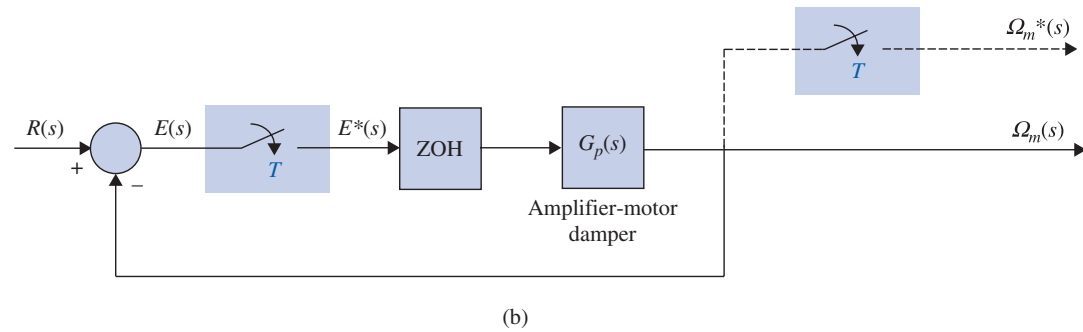 Ωm*(s)
T
R(s)
E(s)
E*(s)
ZOH
Gp(s)
Ωm(s)
+
−
T
Amplifier-motor
damper
(b)